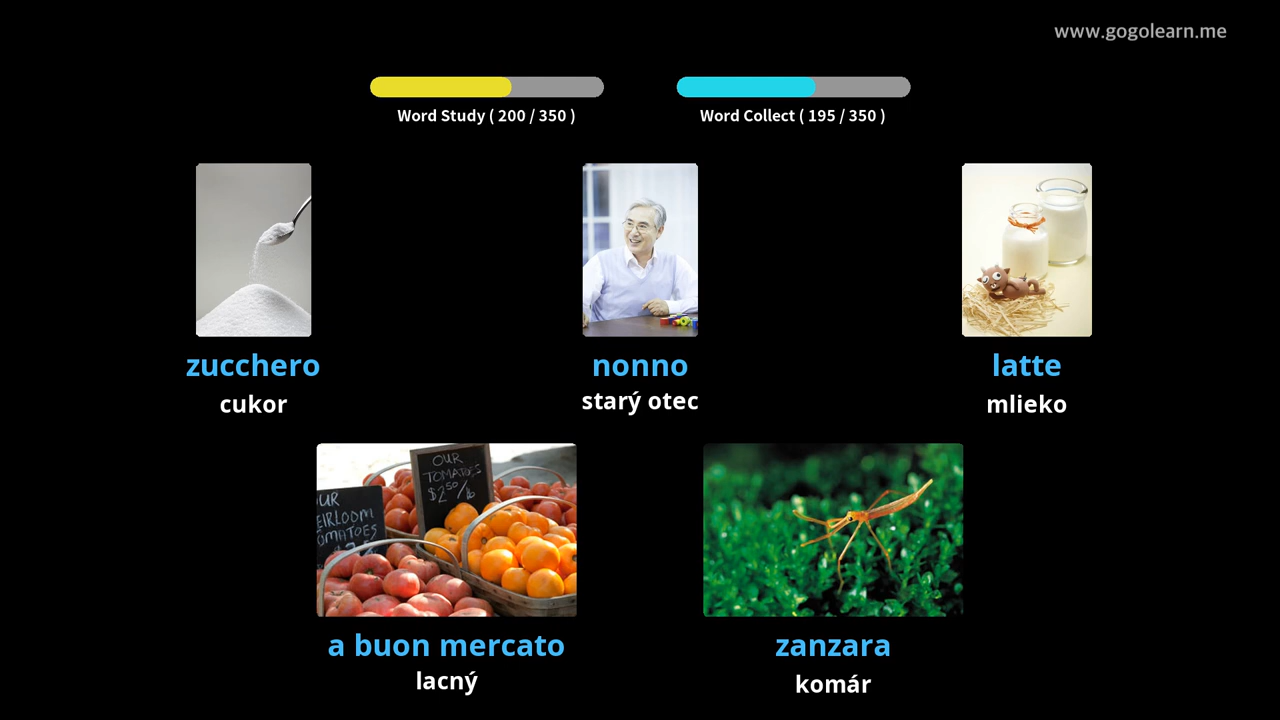 www.gogolearn.me
Word Study ( 200 / 350 )
Word Collect ( 195 / 350 )
zucchero
cukor
nonno
starý otec
latte
mlieko
OUR
TOMATOES
$2.50/lb
UR
EIRLOOM
OMATOES
a buon mercato
lacný
zanzara
komár